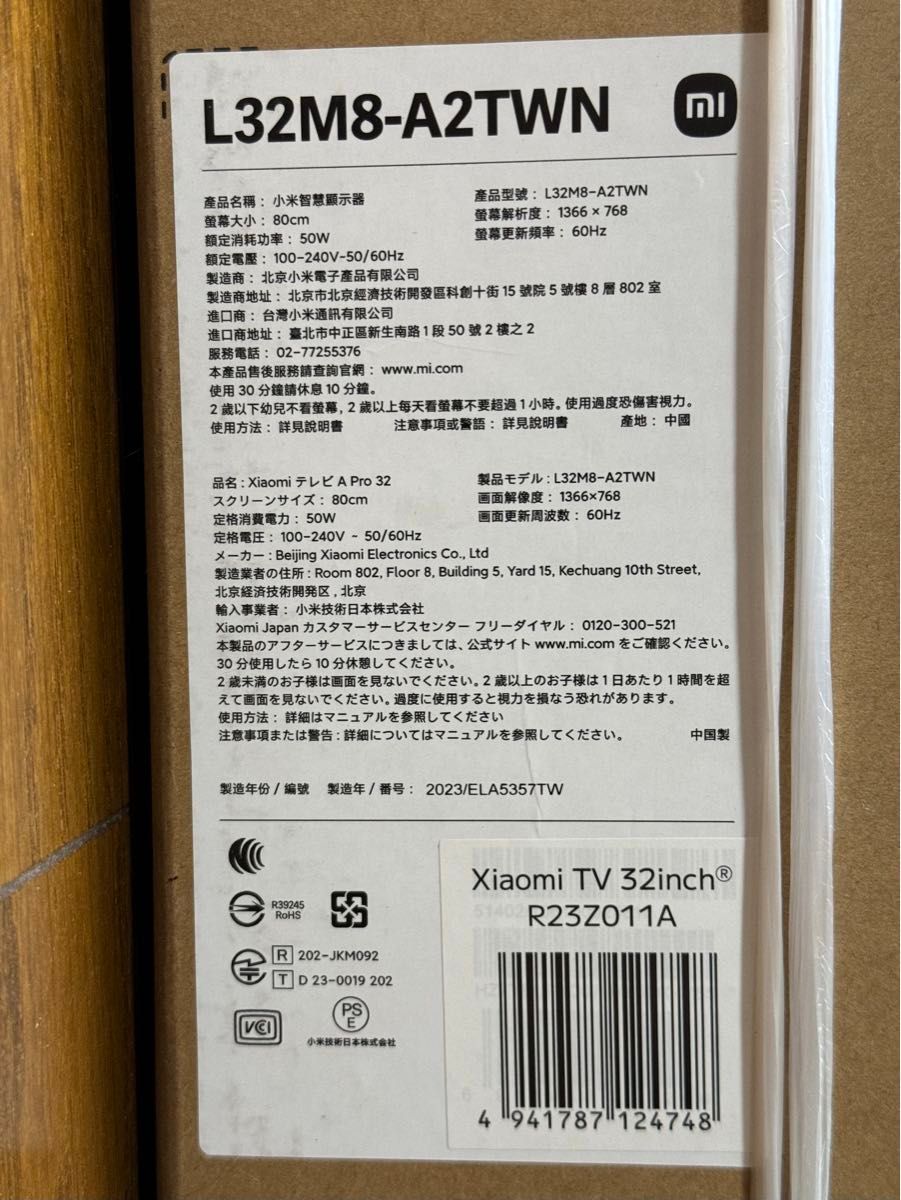 L32M8-A2TWN
産品名稱：小米智慧顯示器 產品型號：L32M8-A2TWN
螢幕大小：80cm 螢幕解析度：1366 × 768
額定消耗功率：50W 螢幕更新頻率：60Hz
額定電壓：100-240V~50/60Hz
製造商：北京小米電子產品有限公司
製造商地址：北京市北京經濟技術開發區科創十街 15 號院 5 號樓 8 層 802 室
進口商：台灣小米通訊有限公司
進口商地址：臺北市中正區新生南路 1 段 50 號 2 樓之 2
服務電話：02-77255376
本產品售後服務請查詢官網：www.mi.com
使用 30 分鐘請休息 10 分鐘。
2 歲以下幼兒不看螢幕，2 歲以上每天看螢幕不要超過 1 小時。使用過度恐傷害視力。
使用方法：詳見說明書 注意事項或警語：詳見說明書 產地：中國
品名 : Xiaomi テレビ A Pro 32 製品モデル : L32M8-A2TWN
スクリーンサイズ：80cm 画面解像度：1366×768
定格消費電力：50W 画面更新周波数：60Hz
定格電圧：100-240V ~ 50/60Hz
メーカー : Beijing Xiaomi Electronics Co., Ltd
製造業者の住所 : Room 802, Floor 8, Building 5, Yard 15, Kechuang 10th Street,
北京経済技術開発区 , 北京
輸入事業者：小米技術日本株式会社
Xiaomi Japan カスタマーサービスセンター フリーダイヤル：0120-300-521
本製品のアフターサービスにつきましては、公式サイト www.mi.com をご確認ください。
30 分使用したら 10 分休憩してください。
2 歳未満のお子様は画面を見ないでください。2 歳以上のお子様は 1 日あたり 1 時間を超
えて画面を見ないでください。過度に使用すると視力を損なう恐れがあります。
使用方法：詳細はマニュアルを参照してください
注意事項または警告 : 詳細についてはマニュアルを参照してください。 中国製
製造年份 / 編號 製造年 / 番号：2023/ELA5357TW
R39245
RoHS
R 202-JKM092
T D 23-0019 202
VCCI
PS
E
小米技術日本株式会社
Xiaomi TV 32inch®
R23Z011A
4 941787 124748